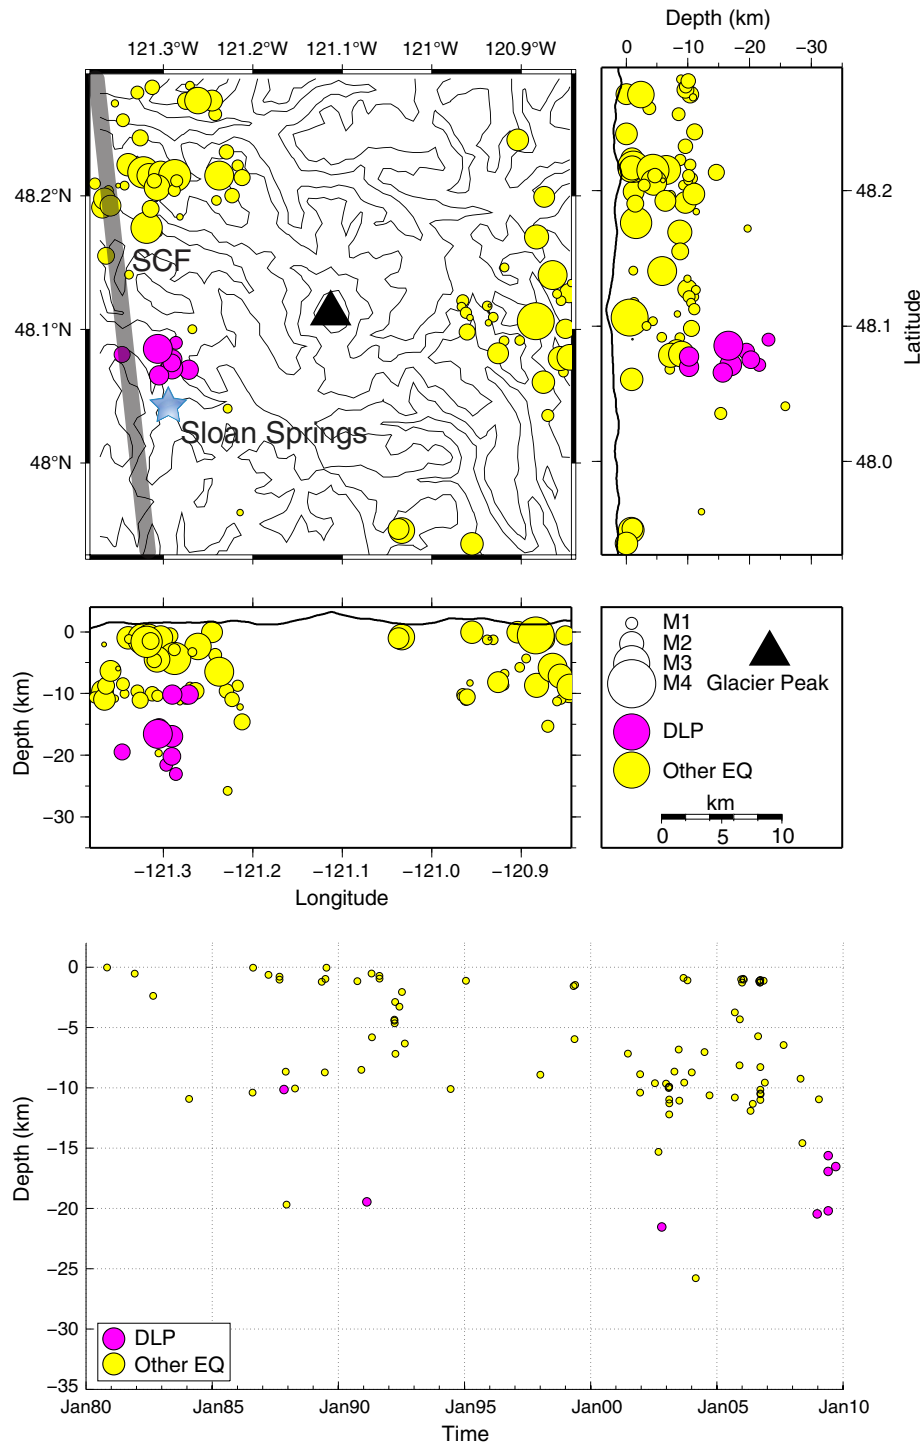 121.3°W 121.2°W 121.1°W 121°W 120.9°W
48.2°N
48.1°N
48°N
SCF
Sloan Springs
Depth (km)
0 −10 −20 −30
48.2
48.1
48.0
Latitude
0
−10
−20
−30
Depth (km)
−121.3 −121.2 −121.1 −121.0 −120.9
Longitude
M1
M2
M3
M4
Glacier Peak
DLP
Other EQ
km
0 5 10
0
−5
−10
−15
−20
−25
−30
−35
Depth (km)
DLP
Other EQ
Jan80 Jan85 Jan90 Jan95 Jan00 Jan05 Jan10
Time